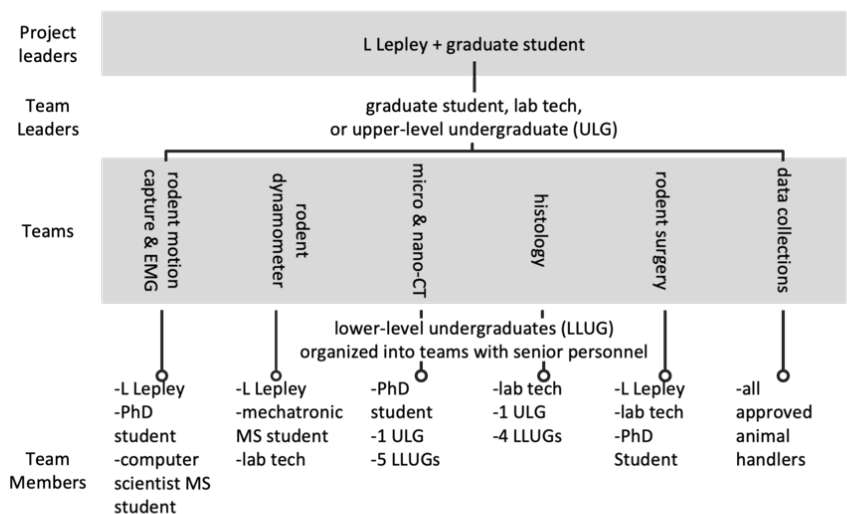 Project
leaders
L Lepley + graduate student
Team
Leaders
graduate student, lab tech,
or upper-level undergraduate (ULG)
Teams
rodent motion
capture & EMG
rodent
dynamometer
micro & nano-CT
histology
rodent surgery
data collections
lower-level undergraduates (LLUG)
organized into teams with senior personnel
Team
Members
-L Lepley
-PhD
student
-computer
scientist MS
student
-L Lepley
-mechatronic
MS student
-lab tech
-PhD
student
-1 ULG
-5 LLUGs
-lab tech
-1 ULG
-4 LLUGs
-L Lepley
-lab tech
-PhD
Student
-all
approved
animal
handlers